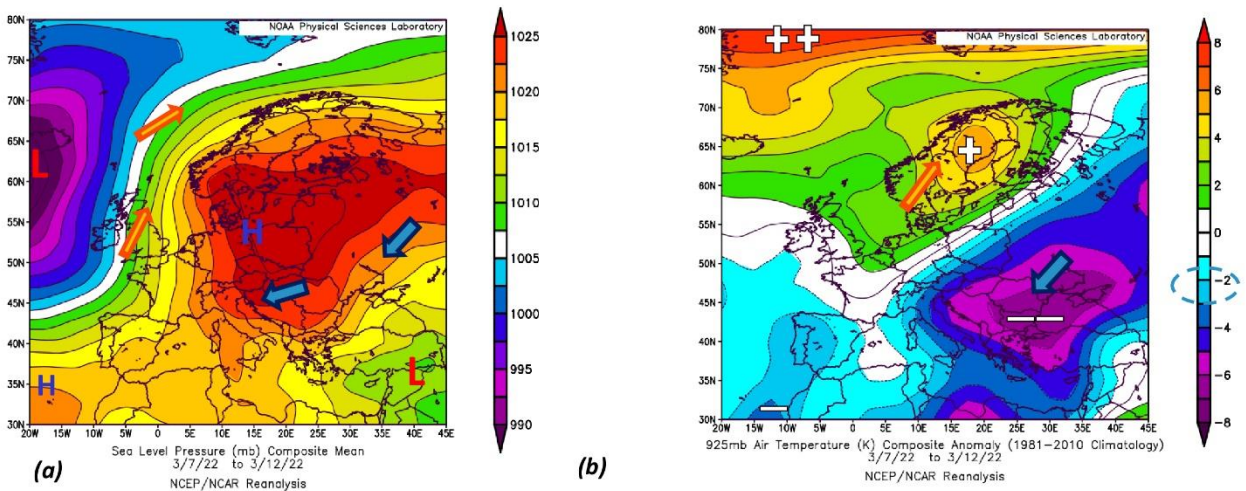 (a)
NOAA Physical Sciences Laboratory
80N
75N
70N
65N
60N
55N
50N
45N
40N
35N
30N
L
H
H
L
20W 15W 10W 5W 0 5E 10E 15E 20E 25E 30E 35E 40E 45E
1025
1020
1015
1010
1005
1000
995
990
Sea Level Pressure (mb) Composite Mean
3/7/22 to 3/12/22
NCEP/NCAR Reanalysis
(b)
NOAA Physical Sciences Laboratory
80N
75N
70N
65N
60N
55N
50N
45N
40N
35N
30N
20W 15W 10W 5W 0 5E 10E 15E 20E 25E 30E 35E 40E 45E
8
6
4
2
0
-2
-4
-6
-8
925mb Air Temperature (K) Composite Anomaly (1981-2010 Climatology)
3/7/22 to 3/12/22
NCEP/NCAR Reanalysis